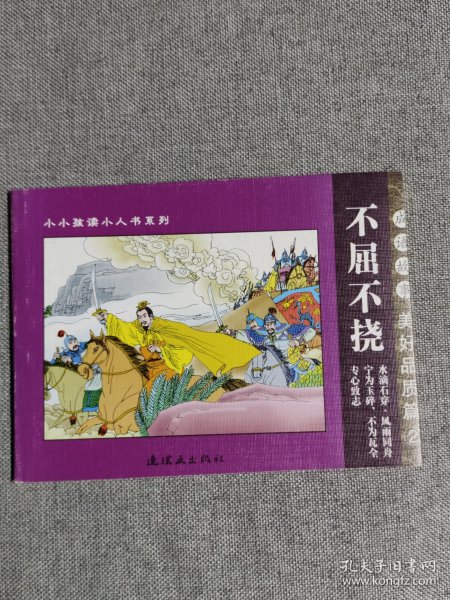 小小孩读小人书系列
不屈不挠
水滴石穿·风雨同舟
宁为玉碎、不为瓦全
专心致志
成语故事
美好品质篇②
连环画出版社
孔夫子旧书网
www.kongfz.com